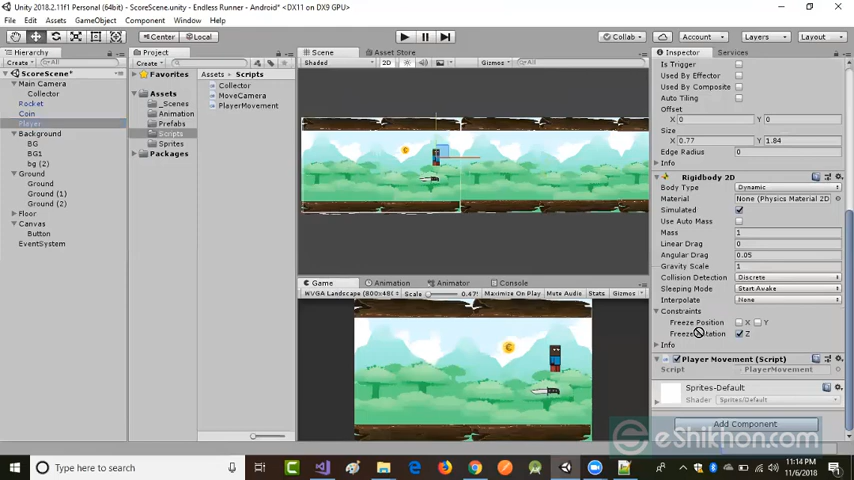 Unity 2018.2.11f1 Personal (64bit) - ScoreScene.unity - Endless Runner - Android* <DX11 on DX9 GPU>
File Edit Assets GameObject Component Window Help
Center Local Collab Account Layers Layout
Hierarchy
Create All
ScoreScene*
Main Camera
Collector
Rocket
Coin
Player
Background
BG
BG1
bg (2)
Ground
Ground
Ground (1)
Ground (2)
Floor
Canvas
Button
EventSystem
Project
Create
Favorites
Assets
_Scenes
Animation
Prefabs
Scripts
Sprites
Packages
Assets Scripts
Collector
MoveCamera
PlayerMovement
Scene Asset Store
Shaded 2D Gizmos All
Game Animation Animator Console
WVGA Landscape (800x48( Scale 0.47 Maximize On Play Mute Audio Stats Gizmos
Inspector Services
Is Trigger
Used By Effector
Used By Composite
Auto Tiling
Offset
X 0 Y 0
Size
X 0.77 Y 1.84
Edge Radius 0
Info
Rigidbody 2D
Body Type Dynamic
Material None (Physics Material 2D
Simulated
Use Auto Mass
Mass 1
Linear Drag 0
Angular Drag 0.05
Gravity Scale 1
Collision Detection Discrete
Sleeping Mode Start Awake
Interpolate None
Constraints
Freeze Position X Y
Freeze Rotation Z
Info
Player Movement (Script)
Script PlayerMovement
Sprites-Default
Shader Sprites/Default
Add Component
eShikhon.com
Type here to search
11:14 PM
11/6/2018